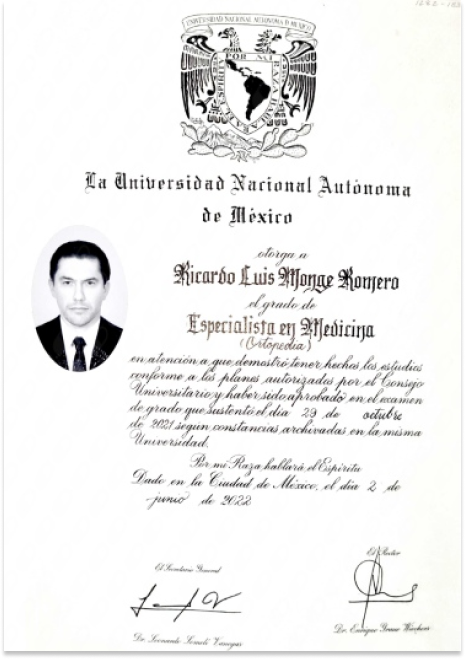 UNIVERSIDAD NACIONAL AUTÓNOMA D MEXICO
POR MI RAZA HABLARA EL ESPIRITU
La Universidad Nacional Autónoma
de México
otorga a
Ricardo Luis Monge Romero
el grado de
Especialista en Medicina
(Ortopedia)
en atención a que demostró tener hechos los estudios
conforme a los planes autorizados por el Consejo
Universitario y haber sido aprobado en el examen
de grado que sustentó el día 29 de octubre
de 2021 según constancias archivadas en la misma
Universidad.
Por mi Raza hablará el Espíritu
Dado en la Ciudad de México, el día 2 de
junio de 2022
El Secretario General
El Rector
Dr. Leonardo Lomelí Vanegas
Dr. Enrique Graue Wiechers